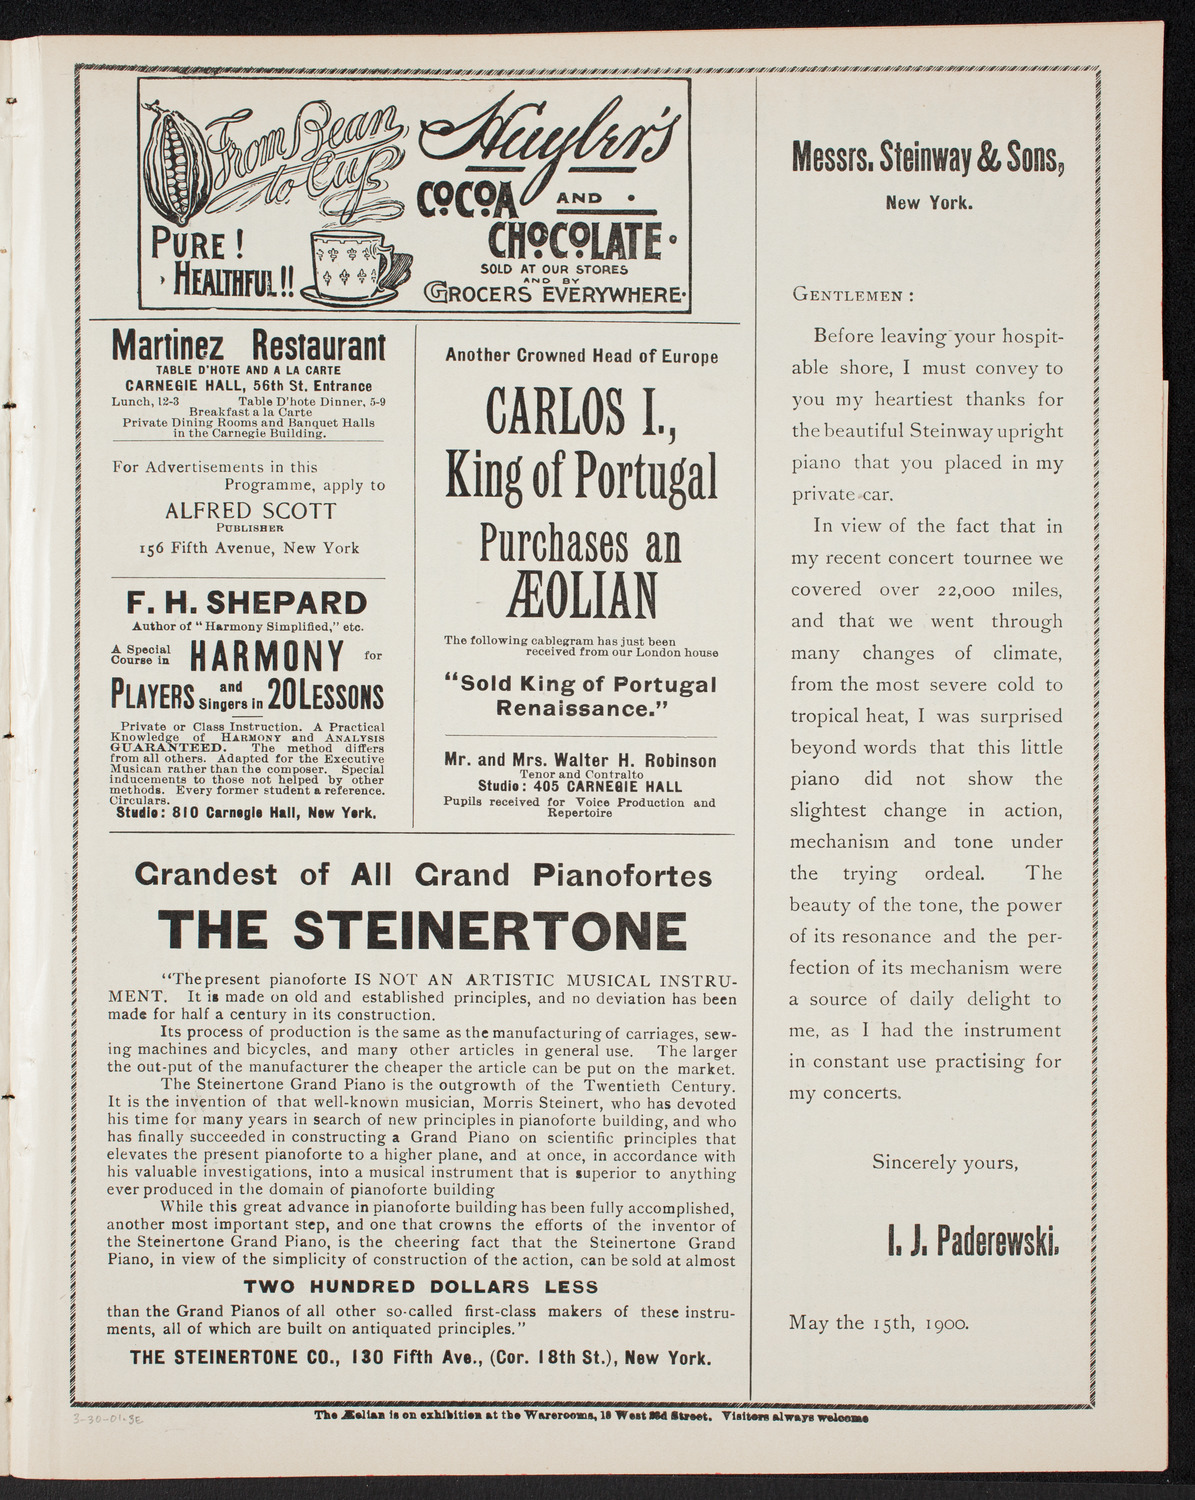 From Bean
to Cup
PURE!
HEALTHFUL!!
Huyler's
COCOA AND
CHOCOLATE
SOLD AT OUR STORES
AND BY
GROCERS EVERYWHERE
Martinez Restaurant
TABLE D'HOTE AND A LA CARTE
CARNEGIE HALL, 56th St. Entrance
Lunch, 12-3 Table D'hote Dinner, 5-9
Breakfast a la Carte
Private Dining Rooms and Banquet Halls
in the Carnegie Building.
For Advertisements in this
Programme, apply to
ALFRED SCOTT
PUBLISHER
156 Fifth Avenue, New York
F. H. SHEPARD
Author of "Harmony Simplified," etc.
A Special
Course in HARMONY for
PLAYERS and Singers in 20 LESSONS
Private or Class Instruction. A Practical
Knowledge of HARMONY and ANALYSIS
GUARANTEED. The method differs
from all others. Adapted for the Executive
Musican rather than the composer. Special
inducements to those not helped by other
methods. Every former student a reference.
Circulars.
Studio: 810 Carnegie Hall, New York.
Another Crowned Head of Europe
CARLOS I.,
King of Portugal
Purchases an
ÆOLIAN
The following cablegram has just been
received from our London house
"Sold King of Portugal
Renaissance."
Mr. and Mrs. Walter H. Robinson
Tenor and Contralto
Studio: 405 CARNEGIE HALL
Pupils received for Voice Production and
Repertoire
Grandest of All Grand Pianofortes
THE STEINERTONE
"The present pianoforte IS NOT AN ARTISTIC MUSICAL INSTRU-
MENT. It is made on old and established principles, and no deviation has been
made for half a century in its construction.
Its process of production is the same as the manufacturing of carriages, sew-
ing machines and bicycles, and many other articles in general use. The larger
the out-put of the manufacturer the cheaper the article can be put on the market.
The Steinertone Grand Piano is the outgrowth of the Twentieth Century.
It is the invention of that well-known musician, Morris Steinert, who has devoted
his time for many years in search of new principles in pianoforte building, and who
has finally succeeded in constructing a Grand Piano on scientific principles that
elevates the present pianoforte to a higher plane, and at once, in accordance with
his valuable investigations, into a musical instrument that is superior to anything
ever produced in the domain of pianoforte building
While this great advance in pianoforte building has been fully accomplished,
another most important step, and one that crowns the efforts of the inventor of
the Steinertone Grand Piano, is the cheering fact that the Steinertone Grand
Piano, in view of the simplicity of construction of the action, can be sold at almost
TWO HUNDRED DOLLARS LESS
than the Grand Pianos of all other so-called first-class makers of these instru-
ments, all of which are built on antiquated principles."
THE STEINERTONE CO., 130 Fifth Ave., (Cor. 18th St.), New York.
Messrs. Steinway & Sons,
New York.
GENTLEMEN:
Before leaving your hospit-
able shore, I must convey to
you my heartiest thanks for
the beautiful Steinway upright
piano that you placed in my
private car.
In view of the fact that in
my recent concert tournee we
covered over 22,000 miles,
and that we went through
many changes of climate,
from the most severe cold to
tropical heat, I was surprised
beyond words that this little
piano did not show the
slightest change in action,
mechanism and tone under
the trying ordeal. The
beauty of the tone, the power
of its resonance and the per-
fection of its mechanism were
a source of daily delight to
me, as I had the instrument
in constant use practising for
my concerts.
Sincerely yours,
I. J. Paderewski.
May the 15th, 1900.
The Æolian is on exhibition at the Warerooms, 18 West 23d Street. Visitors always welcome
3-30-01-SE